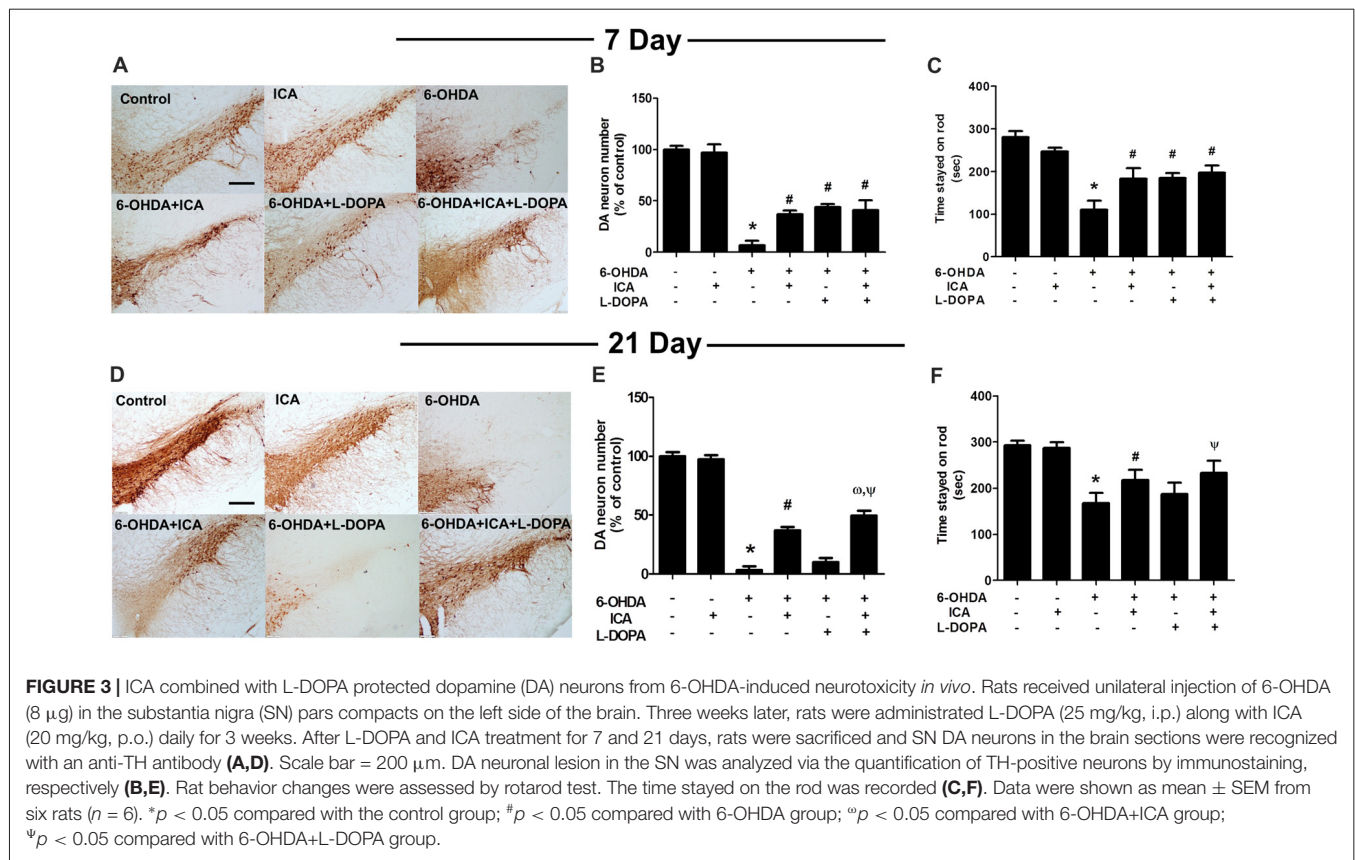 7 Day
A
Control
ICA
6-OHDA
6-OHDA+ICA
6-OHDA+L-DOPA
6-OHDA+ICA+L-DOPA
B
DA neuron number
(% of control)
150
100
50
0
*
#
#
#
6-OHDA - - + + + +
ICA - + - + - +
L-DOPA - - - - + +
C
Time stayed on rod
(sec)
400
300
200
100
0
*
#
#
#
6-OHDA - - + + + +
ICA - + - + - +
L-DOPA - - - - + +
21 Day
D
Control
ICA
6-OHDA
6-OHDA+ICA
6-OHDA+L-DOPA
6-OHDA+ICA+L-DOPA
E
DA neuron number
(% of control)
150
100
50
0
*
#
ω,ψ
6-OHDA - - + + + +
ICA - + - + - +
L-DOPA - - - - + +
F
Time stayed on rod
(sec)
400
300
200
100
0
*
#
ψ
6-OHDA - - + + + +
ICA - + - + - +
L-DOPA - - - - + +
FIGURE 3 | ICA combined with L-DOPA protected dopamine (DA) neurons from 6-OHDA-induced neurotoxicity in vivo. Rats received unilateral injection of 6-OHDA
(8 μg) in the substantia nigra (SN) pars compacts on the left side of the brain. Three weeks later, rats were administrated L-DOPA (25 mg/kg, i.p.) along with ICA
(20 mg/kg, p.o.) daily for 3 weeks. After L-DOPA and ICA treatment for 7 and 21 days, rats were sacrificed and SN DA neurons in the brain sections were recognized
with an anti-TH antibody (A,D). Scale bar = 200 μm. DA neuronal lesion in the SN was analyzed via the quantification of TH-positive neurons by immunostaining,
respectively (B,E). Rat behavior changes were assessed by rotarod test. The time stayed on the rod was recorded (C,F). Data were shown as mean ± SEM from
six rats (n = 6). *p < 0.05 compared with the control group; #p < 0.05 compared with 6-OHDA group; ωp < 0.05 compared with 6-OHDA+ICA group;
Ψp < 0.05 compared with 6-OHDA+L-DOPA group.